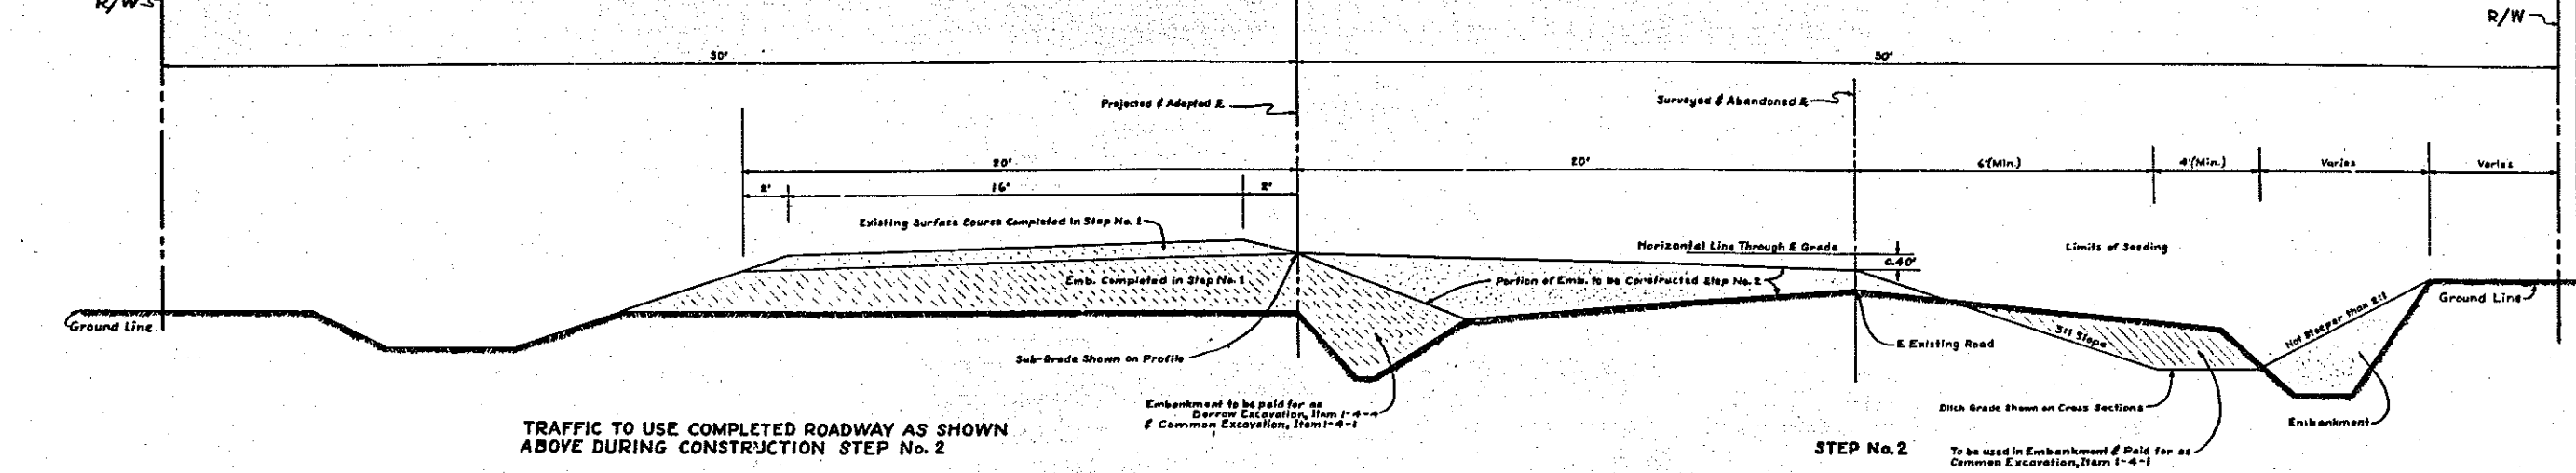 R/W
R/W
50'
50'
Projected & Adopted ℄
Surveyed & Abandoned ℄
20'
20'
6'(Min.)
4'(Min.)
Varies
Varies
2'
16'
2'
Existing Surface Course Completed in Step No. 1
Horizontal Line Through ℄ Grade
Limits of Seeding
0.40'
Emb. Completed in Step No. 1
Portion of Emb. to be Constructed Step No. 2
Ground Line
Ground Line
Not Steeper than 2:1
3:1 Slope
Sub-Grade Shown on Profile
℄ Existing Road
Embankment to be paid for as
Borrow Excavation, Item 1-4-4
& Common Excavation, Item 1-4-1
Ditch Grade Shown on Cross Sections
Embankment
TRAFFIC TO USE COMPLETED ROADWAY AS SHOWN
ABOVE DURING CONSTRUCTION STEP No. 2
STEP No. 2
To be used in Embankment & Paid for as
Common Excavation, Item 1-4-1